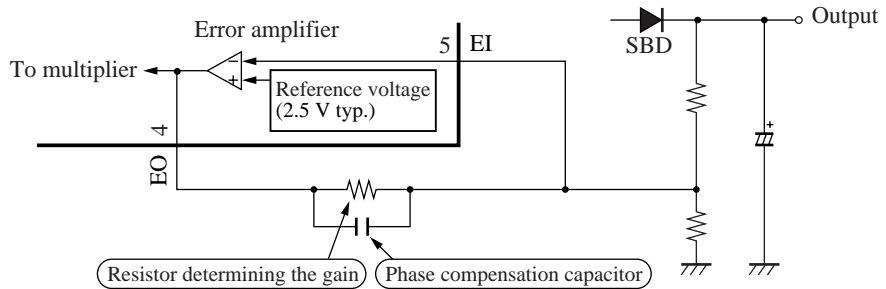 Output
SBD
Error amplifier
5
EI
To multiplier
−
+
Reference voltage
(2.5 V typ.)
4
EO
+
Resistor determining the gain
Phase compensation capacitor